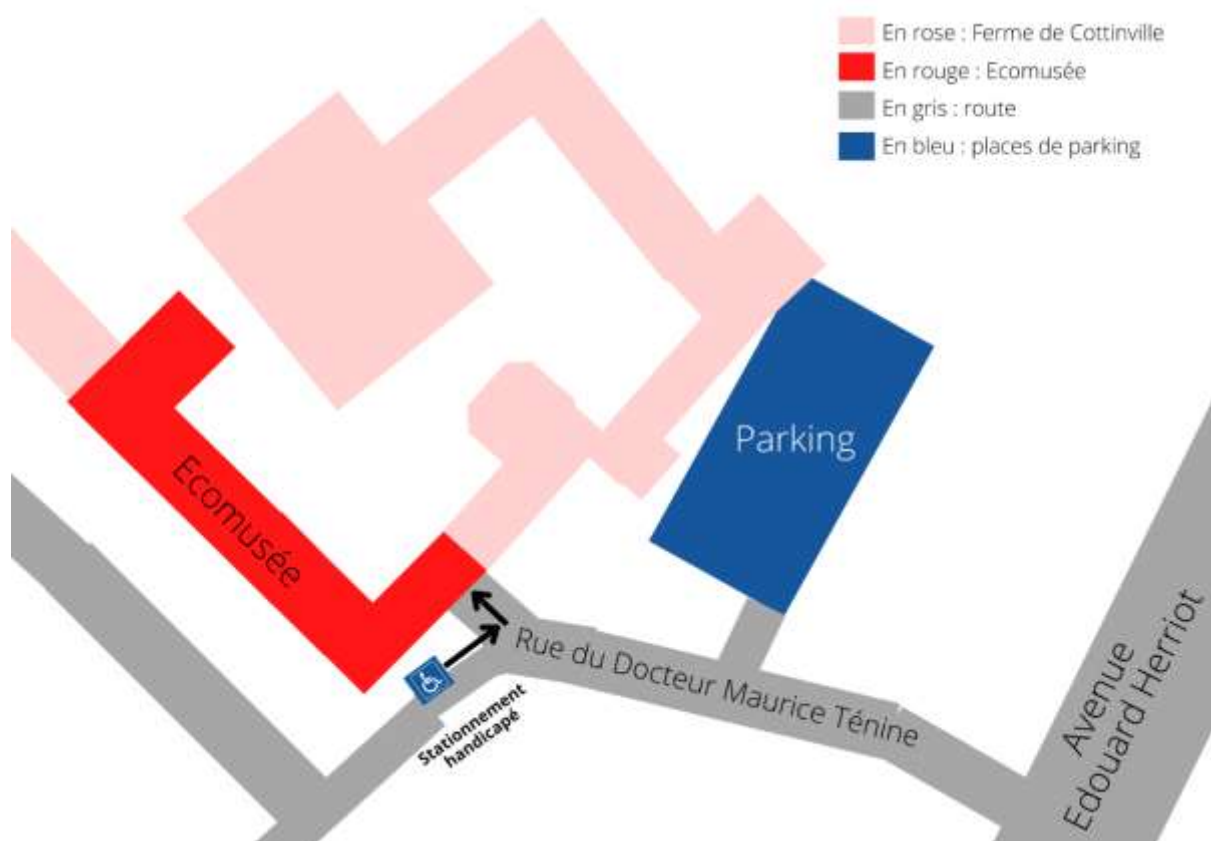 En rose : Ferme de Cottinville
En rouge : Ecomusée
En gris : route
En bleu : places de parking
Parking
Ecomusée
Rue du Docteur Maurice Ténine
Stationnement
handicapé
Avenue
Edouard Herriot